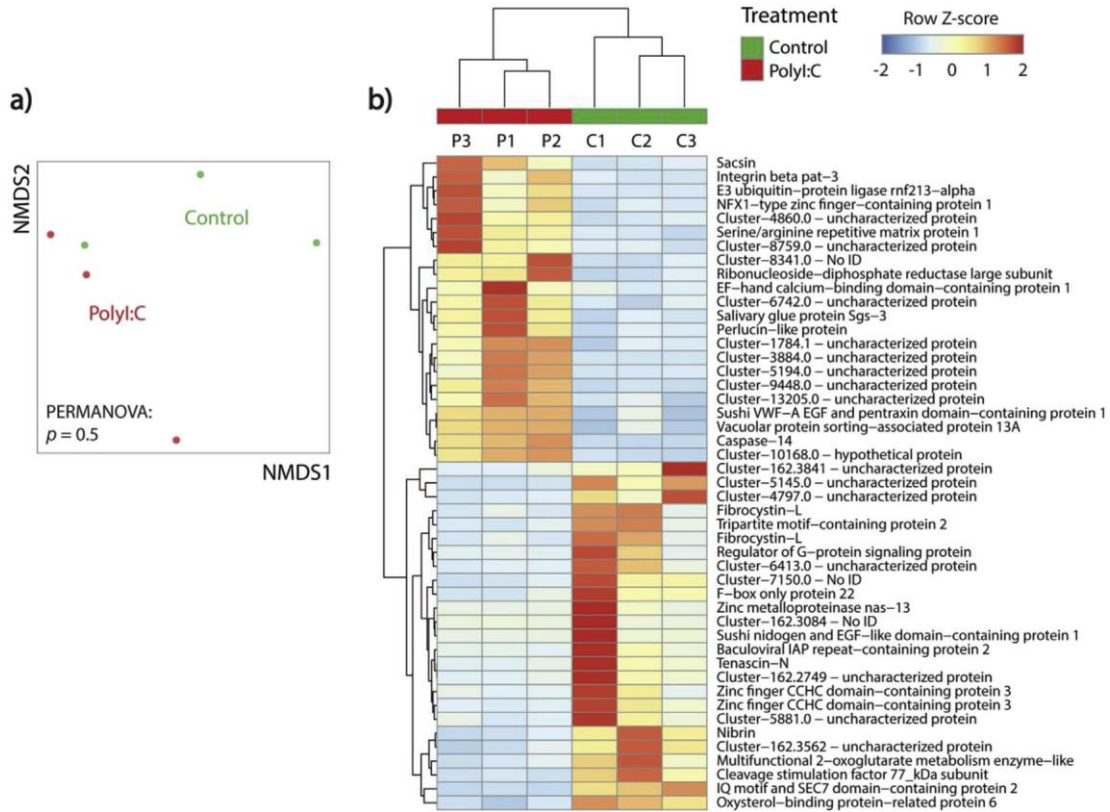 Treatment
Control
PolyI:C
Row Z-score
-2 -1 0 1 2
a)
NMDS2
Control
PolyI:C
PERMANOVA:
p = 0.5
NMDS1
b)
P3 P1 P2 C1 C2 C3
Sacsin
Integrin beta pat−3
E3 ubiquitin−protein ligase rnf213−alpha
NFX1−type zinc finger−containing protein 1
Cluster−4860.0 − uncharacterized protein
Serine/arginine repetitive matrix protein 1
Cluster−8759.0 − uncharacterized protein
Cluster−8341.0 − No ID
Ribonucleoside−diphosphate reductase large subunit
EF−hand calcium−binding domain−containing protein 1
Cluster−6742.0 − uncharacterized protein
Salivary glue protein Sgs−3
Perlucin−like protein
Cluster−1784.1 − uncharacterized protein
Cluster−3884.0 − uncharacterized protein
Cluster−5194.0 − uncharacterized protein
Cluster−9448.0 − uncharacterized protein
Cluster−13205.0 − uncharacterized protein
Sushi VWF−A EGF and pentraxin domain−containing protein 1
Vacuolar protein sorting−associated protein 13A
Caspase−14
Cluster−10168.0 − hypothetical protein
Cluster−162.3841 − uncharacterized protein
Cluster−5145.0 − uncharacterized protein
Cluster−4797.0 − uncharacterized protein
Fibrocystin−L
Tripartite motif−containing protein 2
Fibrocystin−L
Regulator of G−protein signaling protein
Cluster−6413.0 − uncharacterized protein
Cluster−7150.0 − No ID
F−box only protein 22
Zinc metalloproteinase nas−13
Cluster−162.3084 − No ID
Sushi nidogen and EGF−like domain−containing protein 1
Baculoviral IAP repeat−containing protein 2
Tenascin−N
Cluster−162.2749 − uncharacterized protein
Zinc finger CCHC domain−containing protein 3
Zinc finger CCHC domain−containing protein 3
Cluster−5881.0 − uncharacterized protein
Nibrin
Cluster−162.3562 − uncharacterized protein
Multifunctional 2−oxoglutarate metabolism enzyme−like
Cleavage stimulation factor 77_kDa subunit
IQ motif and SEC7 domain−containing protein 2
Oxysterol−binding protein−related protein 6